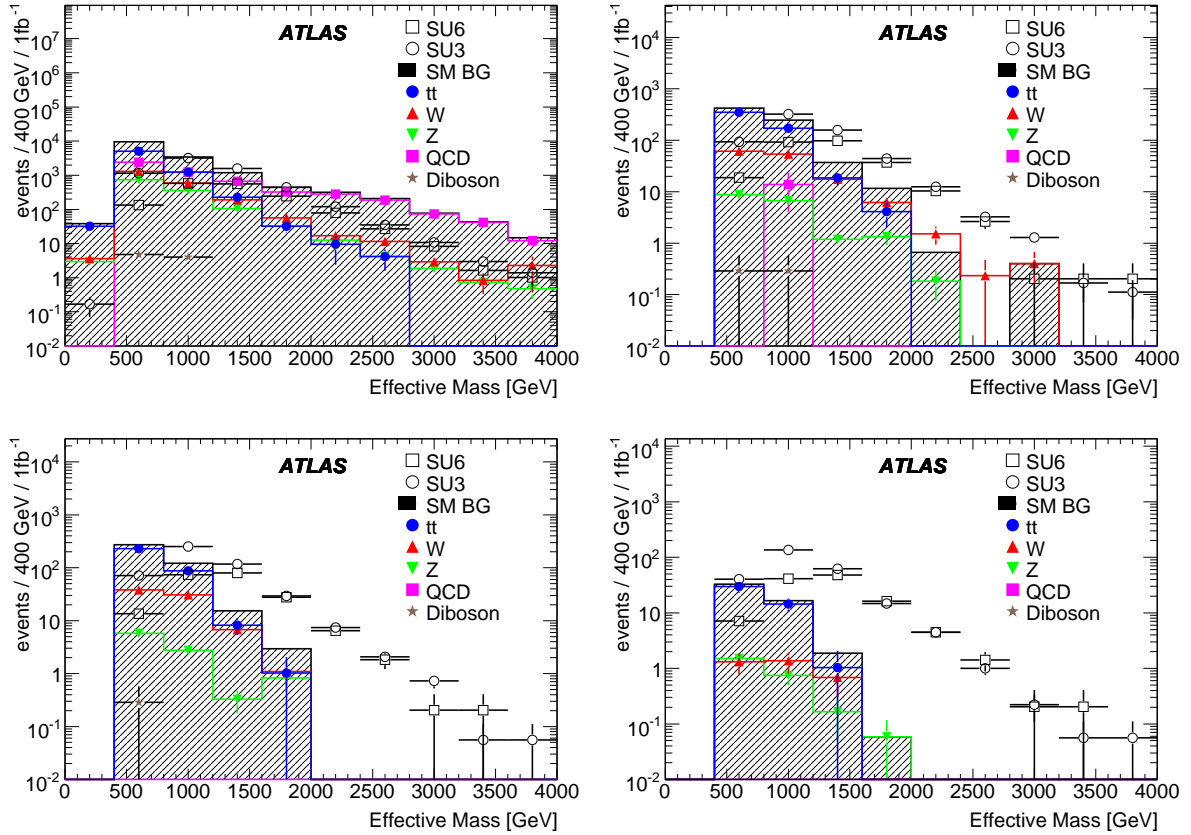 events / 400 GeV / 1fb⁻¹
10⁷
10⁶
10⁵
10⁴
10³
10²
10
1
10⁻¹
10⁻²
ATLAS
SU6
SU3
SM BG
tt
W
Z
QCD
Diboson
0 500 1000 1500 2000 2500 3000 3500 4000
Effective Mass [GeV]
events / 400 GeV / 1fb⁻¹
10⁴
10³
10²
10
1
10⁻¹
10⁻²
ATLAS
SU6
SU3
SM BG
tt
W
Z
QCD
Diboson
0 500 1000 1500 2000 2500 3000 3500 4000
Effective Mass [GeV]
events / 400 GeV / 1fb⁻¹
10⁴
10³
10²
10
1
10⁻¹
10⁻²
ATLAS
SU6
SU3
SM BG
tt
W
Z
QCD
Diboson
0 500 1000 1500 2000 2500 3000 3500 4000
Effective Mass [GeV]
events / 400 GeV / 1fb⁻¹
10⁴
10³
10²
10
1
10⁻¹
10⁻²
ATLAS
SU6
SU3
SM BG
tt
W
Z
QCD
Diboson
0 500 1000 1500 2000 2500 3000 3500 4000
Effective Mass [GeV]